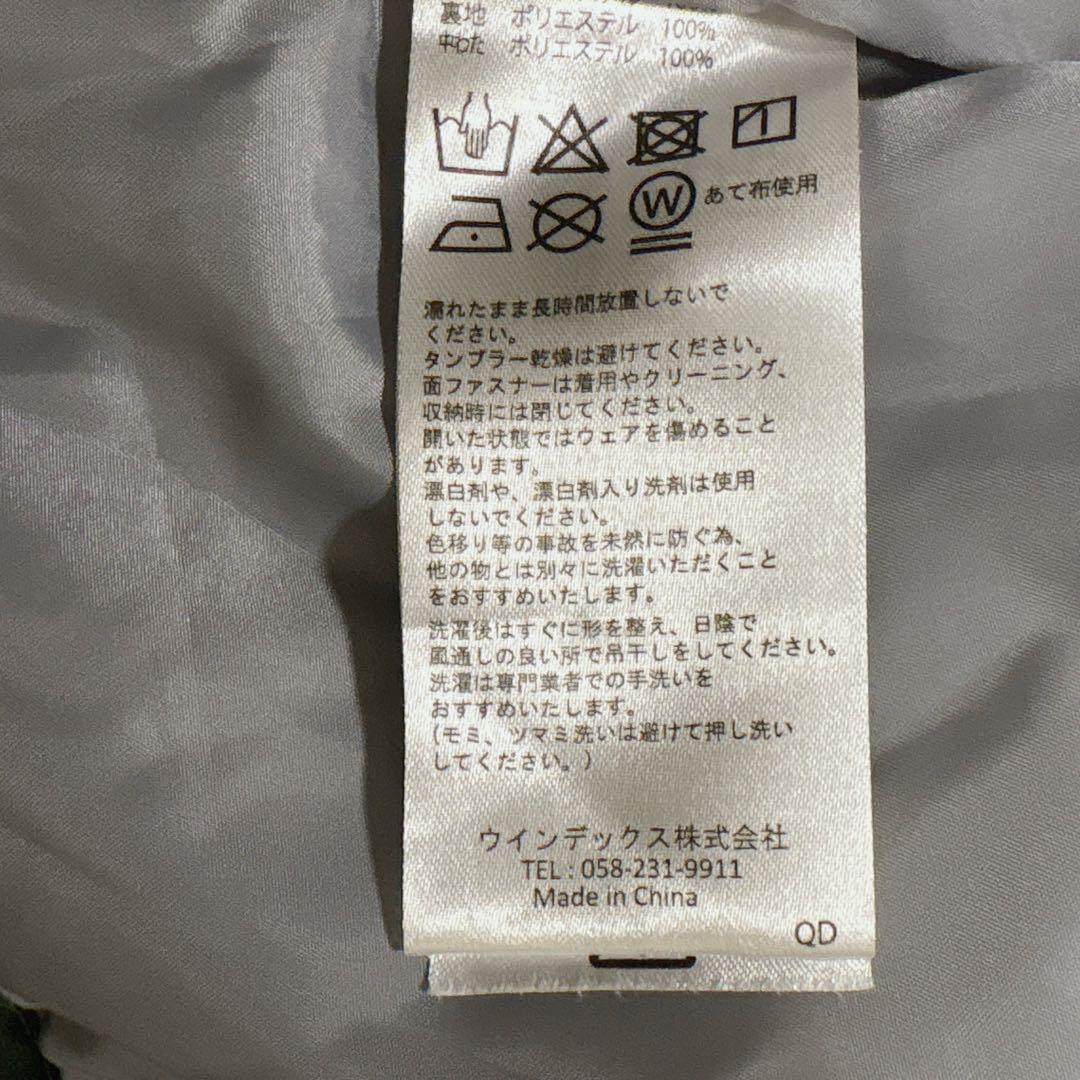 裏地 ポリエステル 100%
中わた ポリエステル 100%
W あて布使用
濡れたまま長時間放置しないで
ください。
タンブラー乾燥は避けてください。
面ファスナーは着用やクリーニング、
収納時には閉じてください。
開いた状態ではウェアを傷めること
があります。
漂白剤や、漂白剤入り洗剤は使用
しないでください。
色移り等の事故を未然に防ぐ為、
他の物とは別々に洗濯いただくこと
をおすすめいたします。
洗濯後はすぐに形を整え、日陰で
風通しの良い所で吊干しをしてください。
洗濯は専門業者での手洗いを
おすすめいたします。
(モミ、ツマミ洗いは避けて押し洗い
してください。)
ウインデックス株式会社
TEL : 058-231-9911
Made in China
QD